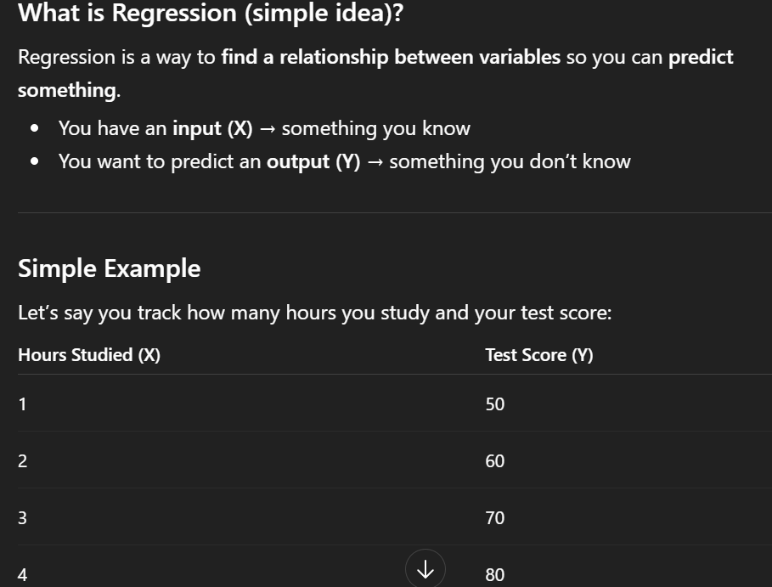 What is Regression (simple idea)?
Regression is a way to find a relationship between variables so you can predict
something.
• You have an input (X) → something you know
• You want to predict an output (Y) → something you don’t know
Simple Example
Let’s say you track how many hours you study and your test score:
Hours Studied (X) Test Score (Y)
1 50
2 60
3 70
4 80